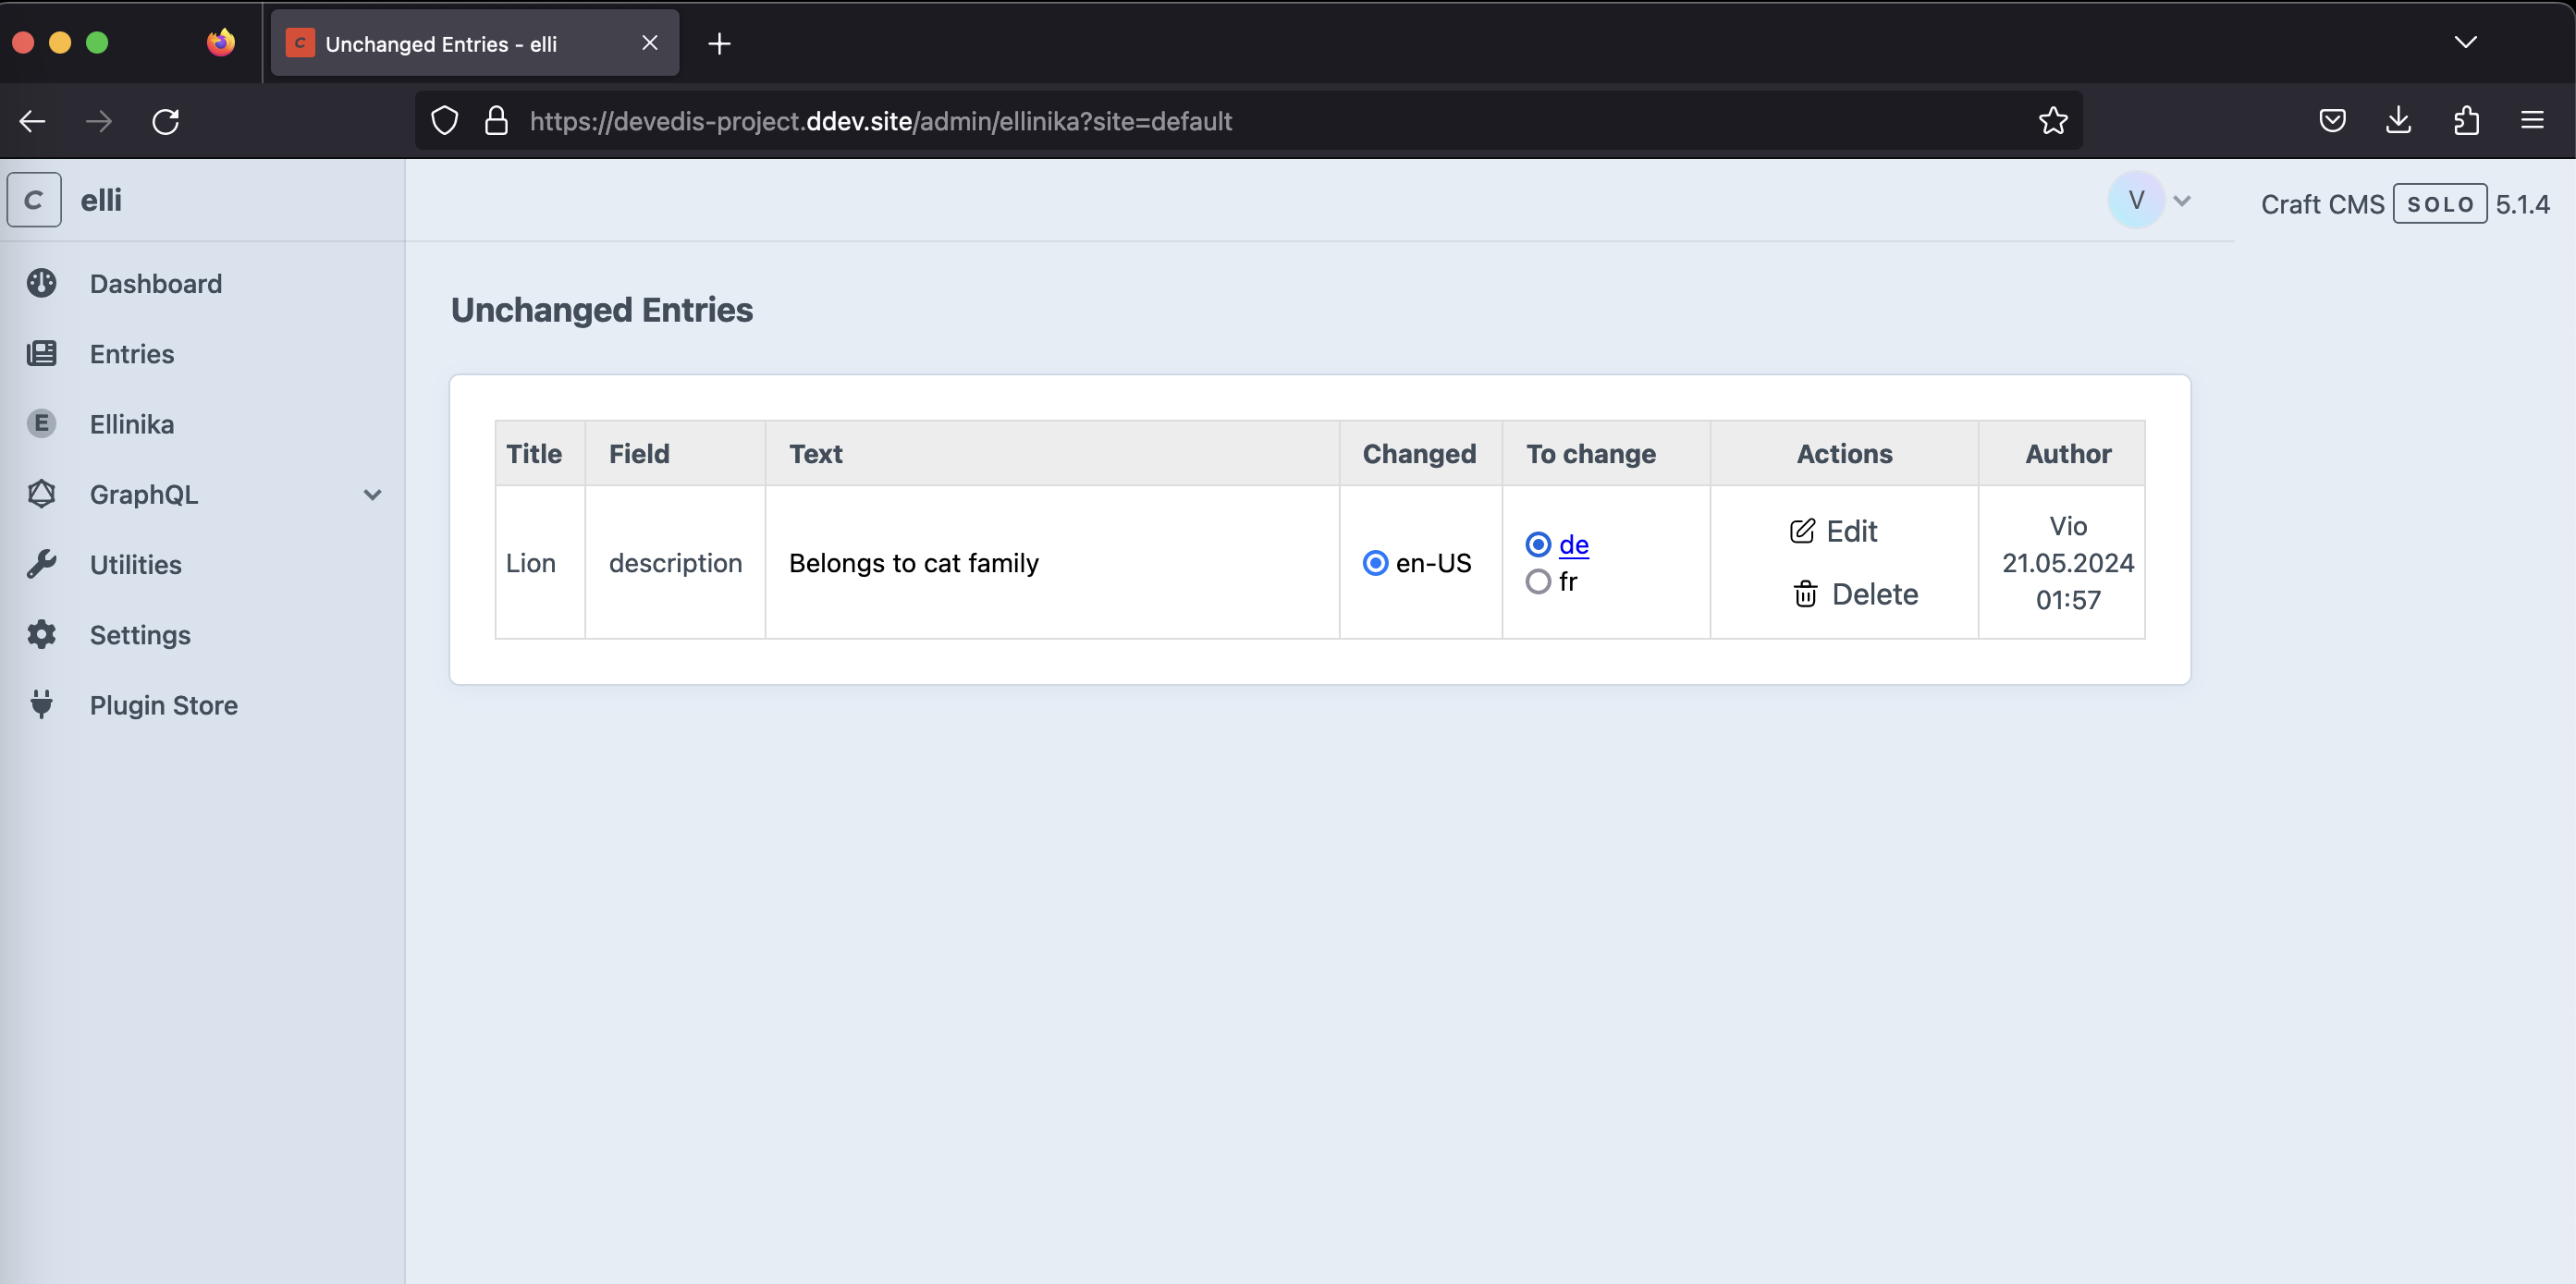 Unchanged Entries - elli
https://devedis-project.ddev.site/admin/ellinika?site=default
C elli
V
Craft CMS SOLO 5.1.4
Dashboard
Entries
E Ellinika
GraphQL
Utilities
Settings
Plugin Store
Unchanged Entries
Title Field Text Changed To change Actions Author
Lion description Belongs to cat family en-US
de
fr
Edit
Delete
Vio
21.05.2024
01:57